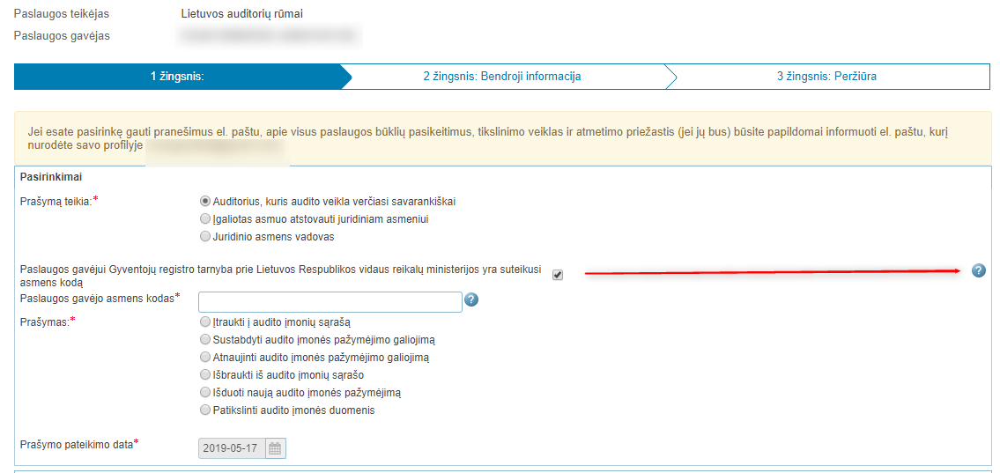 Paslaugos teikėjas Lietuvos auditorių rūmai
Paslaugos gavėjas
1 žingsnis: 2 žingsnis: Bendroji informacija 3 žingsnis: Peržiūra
Jei esate pasirinkę gauti pranešimus el. paštu, apie visus paslaugos būklių pasikeitimus, tikslinimo veiklas ir atmetimo priežastis (jei jų bus) būsite papildomai informuoti el. paštu, kurį
nurodėte savo profilyje
Pasirinkimai
Prašymą teikia:* Auditorius, kuris audito veikla verčiasi savarankiškai
Įgaliotas asmuo atstovauti juridiniam asmeniui
Juridinio asmens vadovas
Paslaugos gavėjui Gyventojų registro tarnyba prie Lietuvos Respublikos vidaus reikalų ministerijos yra suteikusi
asmens kodą
?
Paslaugos gavėjo asmens kodas* ?
Prašymas:* Įtraukti į audito įmonių sąrašą
Sustabdyti audito įmonės pažymėjimo galiojimą
Atnaujinti audito įmonės pažymėjimo galiojimą
Išbraukti iš audito įmonių sąrašo
Išduoti naują audito įmonės pažymėjimą
Patikslinti audito įmonės duomenis
Prašymo pateikimo data* 2019-05-17